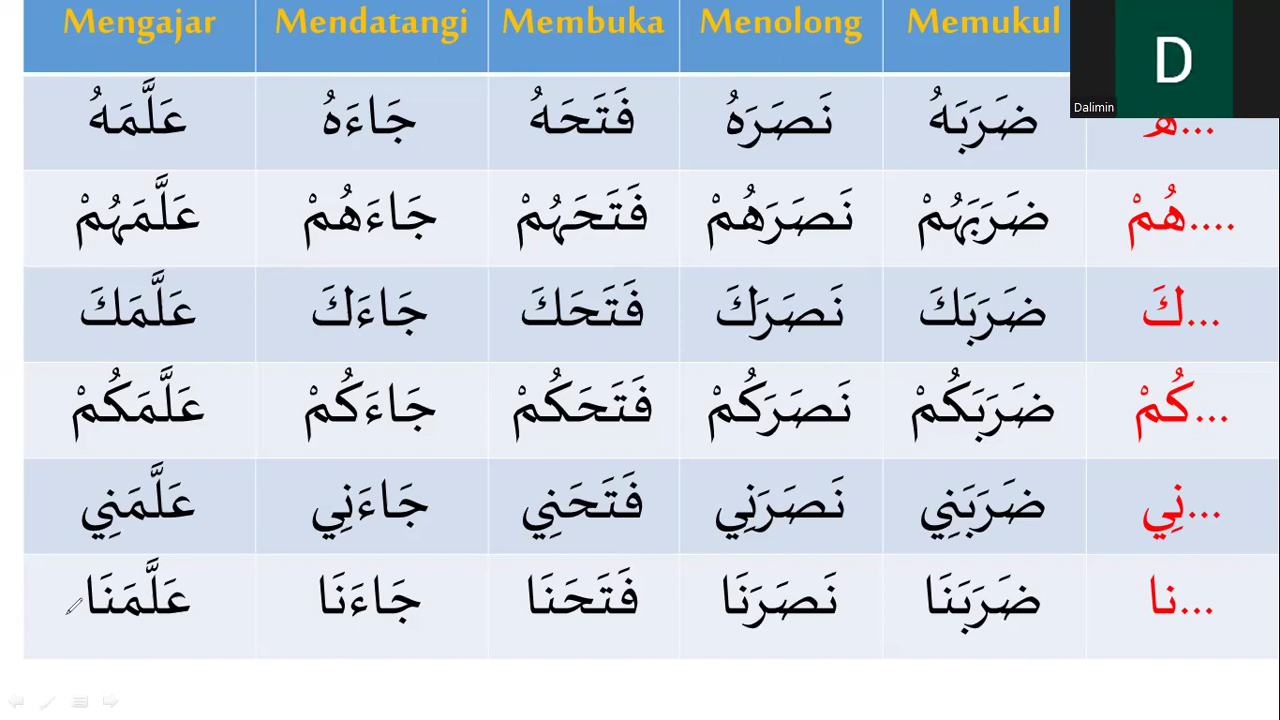 Mengajar Mendatangi Membuka Menolong Memukul
D
Dalimin
...هُ ضَرَبَهُ نَصَرَهُ فَتَحَهُ جَاءَهُ عَلَّمَهُ
....هُمْ ضَرَبَهُمْ نَصَرَهُمْ فَتَحَهُمْ جَاءَهُمْ عَلَّمَهُمْ
...كَ ضَرَبَكَ نَصَرَكَ فَتَحَكَ جَاءَكَ عَلَّمَكَ
...كُمْ ضَرَبَكُمْ نَصَرَكُمْ فَتَحَكُمْ جَاءَكُمْ عَلَّمَكُمْ
...نِي ضَرَبَنِي نَصَرَنِي فَتَحَنِي جَاءَنِي عَلَّمَنِي
...نا ضَرَبَنَا نَصَرَنَا فَتَحَنَا جَاءَنَا عَلَّمَنَا